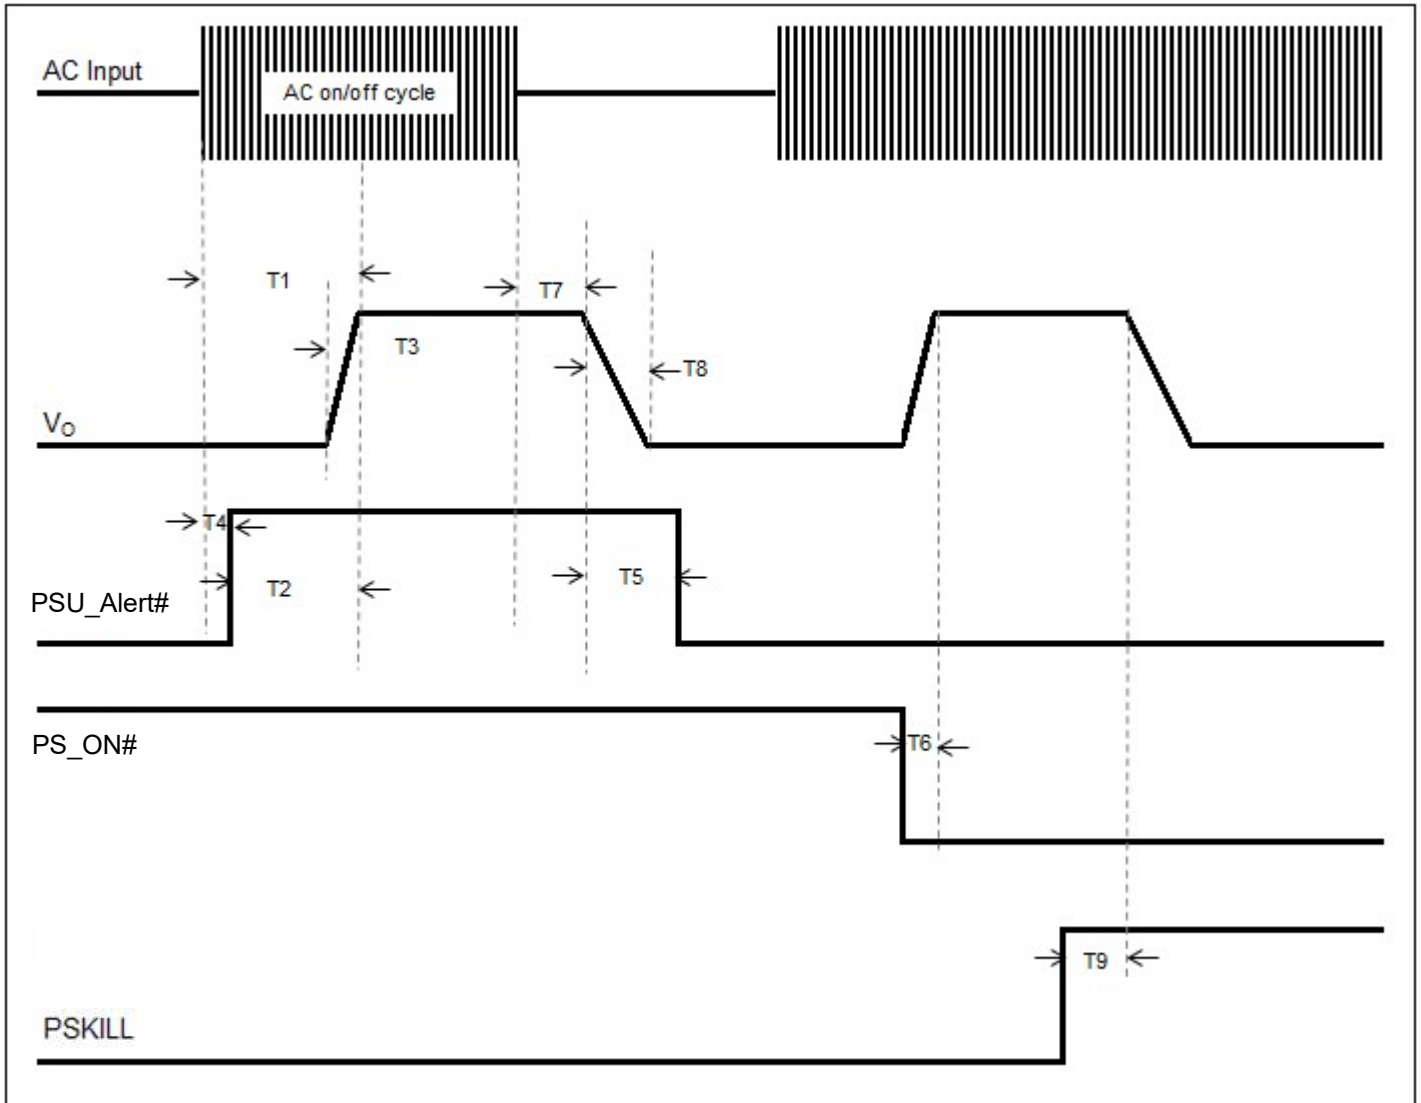 AC Input
AC on/off cycle
T1
T7
T3
T8
VO
T4
T2
T5
PSU_Alert#
PS_ON#
T6
T9
PSKILL